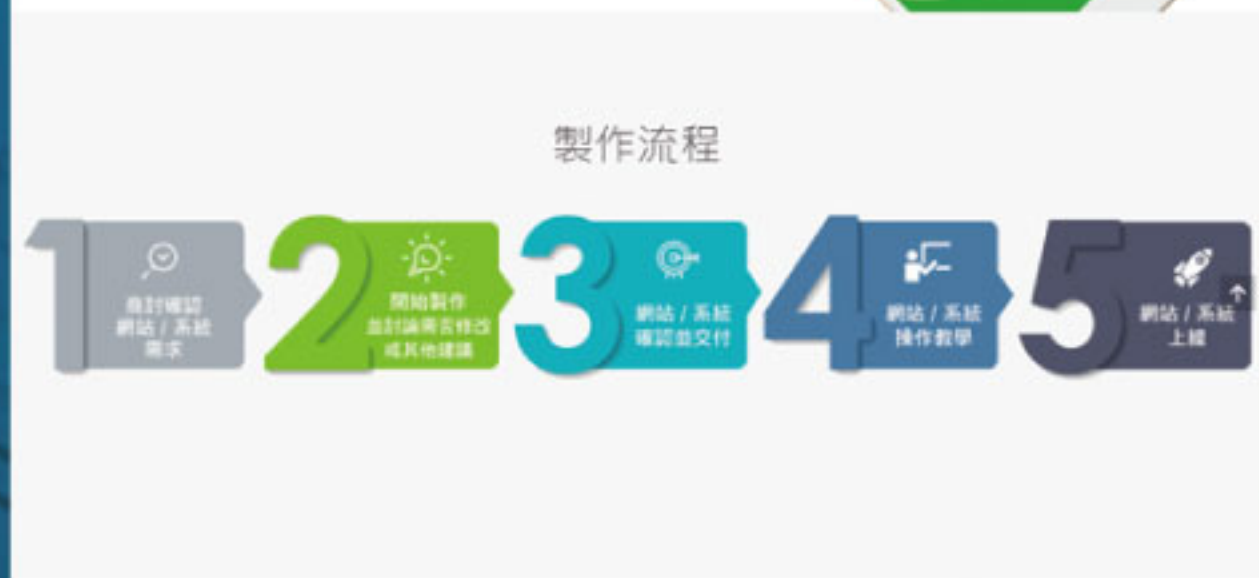 製作流程
1
商討確認
網站 / 系統
需求
2
開始製作
並討論需否修改
或其他建議
3
網站 / 系統
確認並交付
4
網站 / 系統
操作教學
5
網站 / 系統
上線